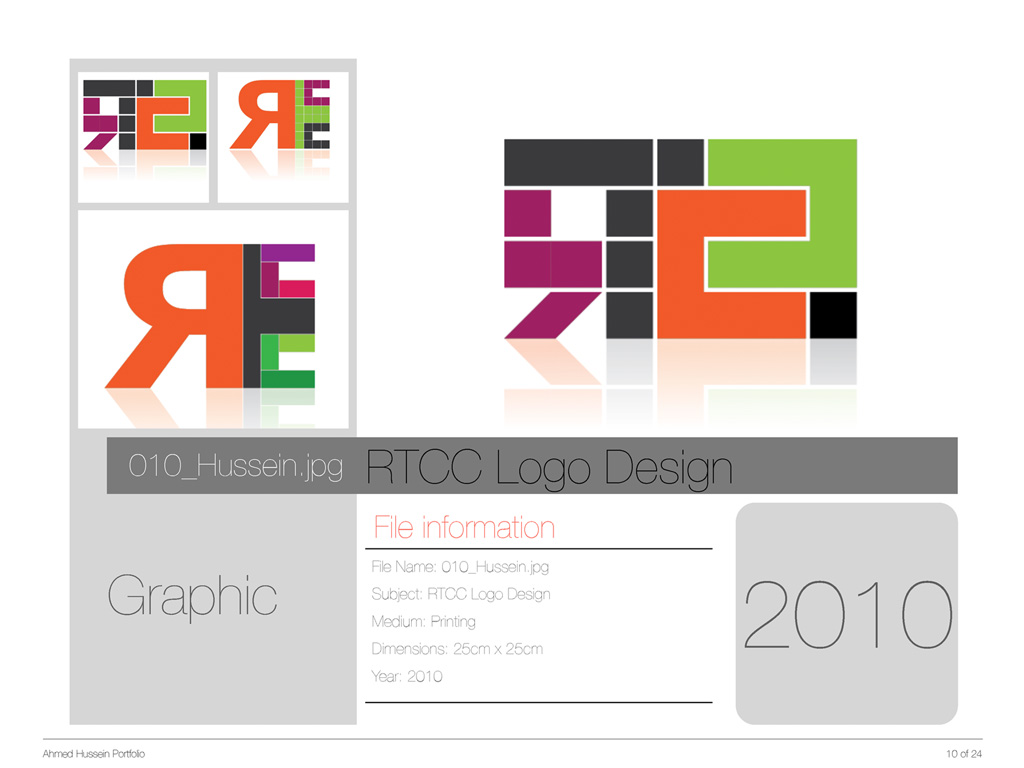 010_Hussein.jpg RTCC Logo Design
File information
File Name: 010_Hussein.jpg
Subject: RTCC Logo Design
Medium: Printing
Dimensions: 25cm x 25cm
Year: 2010
Graphic
2010
Ahmed Hussein Portfolio 10 of 24